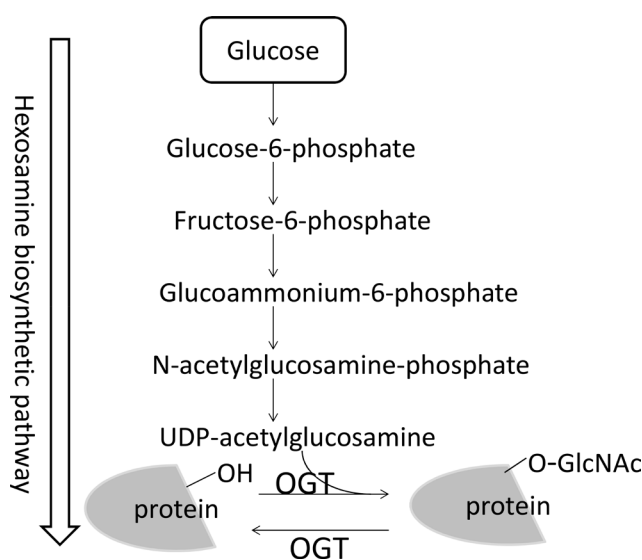 Glucose
Glucose-6-phosphate
Fructose-6-phosphate
Glucoammonium-6-phosphate
N-acetylglucosamine-phosphate
UDP-acetylglucosamine
Hexosamine biosynthetic pathway
OH
OGT
O-GlcNAc
protein
protein
OGT